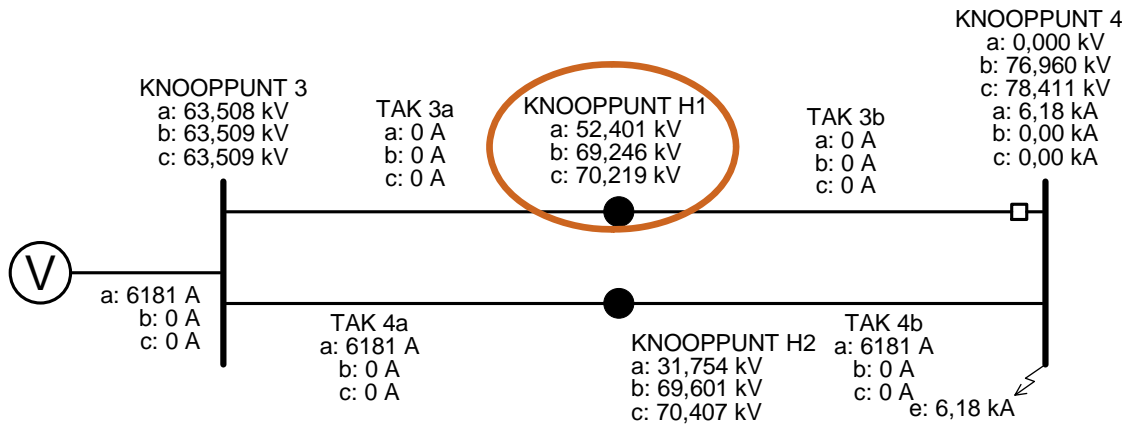 KNOOPPUNT 4
a: 0,000 kV
b: 76,960 kV
c: 78,411 kV
a: 6,18 kA
b: 0,00 kA
c: 0,00 kA
KNOOPPUNT 3
a: 63,508 kV
b: 63,509 kV
c: 63,509 kV
TAK 3a
a: 0 A
b: 0 A
c: 0 A
KNOOPPUNT H1
a: 52,401 kV
b: 69,246 kV
c: 70,219 kV
TAK 3b
a: 0 A
b: 0 A
c: 0 A
V
a: 6181 A
b: 0 A
c: 0 A
TAK 4a
a: 6181 A
b: 0 A
c: 0 A
KNOOPPUNT H2
a: 31,754 kV
b: 69,601 kV
c: 70,407 kV
TAK 4b
a: 6181 A
b: 0 A
c: 0 A
e: 6,18 kA